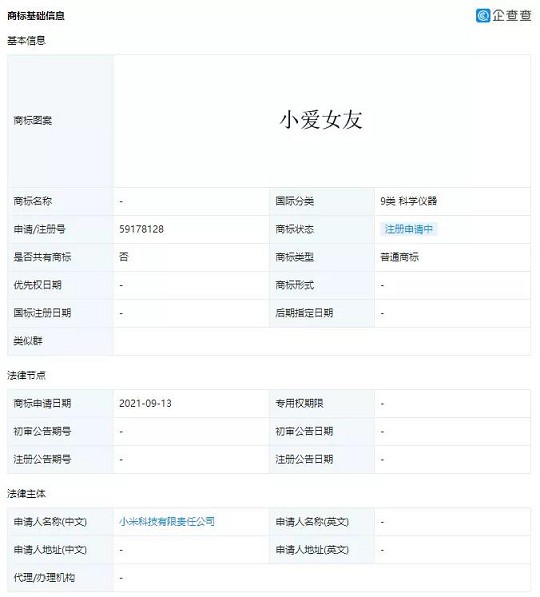 商标基础信息 企查查
基本信息
商标图案 小爱女友
商标名称 - 国际分类 9类 科学仪器
申请/注册号 59178128 商标状态 注册申请中
是否共有商标 否 商标类型 普通商标
优先权日期 - 商标形式 -
国标注册日期 - 后期指定日期 -
类似群
法律节点
商标申请日期 2021-09-13 专用权期限 -
初审公告期号 - 初审公告日期 -
注册公告期号 - 注册公告日期 -
法律主体
申请人名称(中文) 小米科技有限责任公司 申请人名称(英文) -
申请人地址(中文) - 申请人地址(英文) -
代理/办理机构 -